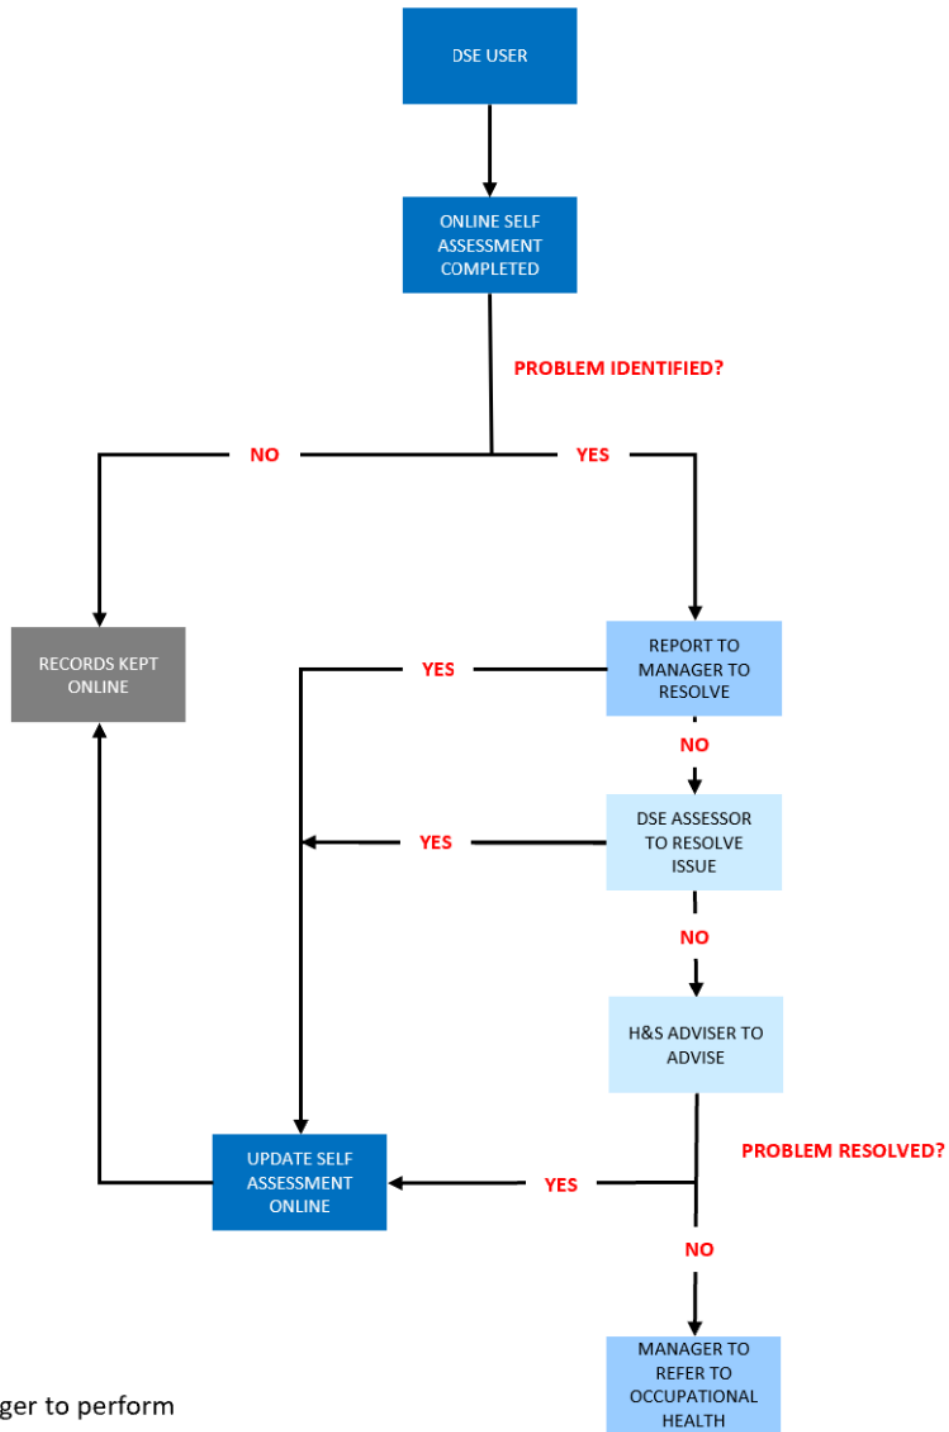 DSE USER
ONLINE SELF
ASSESSMENT
COMPLETED
PROBLEM IDENTIFIED?
NO
YES
RECORDS KEPT
ONLINE
REPORT TO
MANAGER TO
RESOLVE
YES
NO
DSE ASSESSOR
TO RESOLVE
ISSUE
YES
NO
H&S ADVISER TO
ADVISE
PROBLEM RESOLVED?
UPDATE SELF
ASSESSMENT
ONLINE
YES
NO
MANAGER TO
REFER TO
OCCUPATIONAL
HEALTH
ger to perform